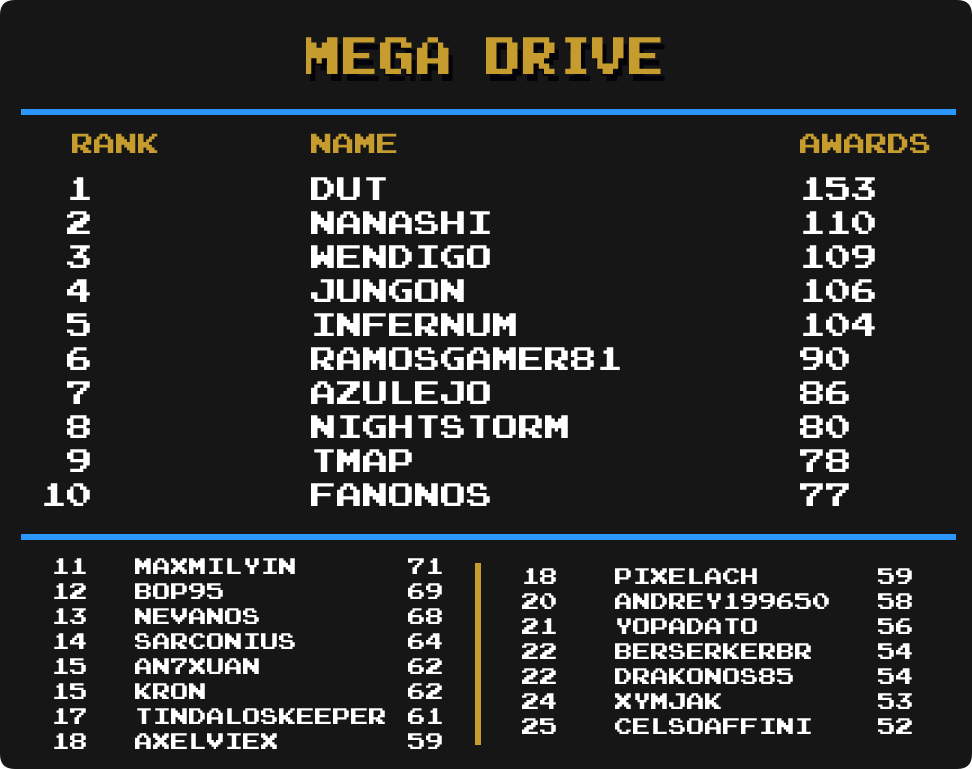 MEGA DRIVE
RANK NAME AWARDS
1 DUT 153
2 NANASHI 110
3 WENDIGO 109
4 JUNGON 106
5 INFERNUM 104
6 RAMOSGAMER81 90
7 AZULEJO 86
8 NIGHTSTORM 80
9 TMAP 78
10 FANONOS 77
11 MAXMILYIN 71
12 BOP95 69
13 NEVANOS 68
14 SARCONIUS 64
15 AN7XUAN 62
15 KRON 62
17 TINDALOSKEEPER 61
18 AXELVIEX 59
18 PIXELACH 59
20 ANDREY199650 58
21 YOPADATO 56
22 BERSERKERBR 54
22 DRAKONOS85 54
24 XYMJAK 53
25 CELSOAFFINI 52